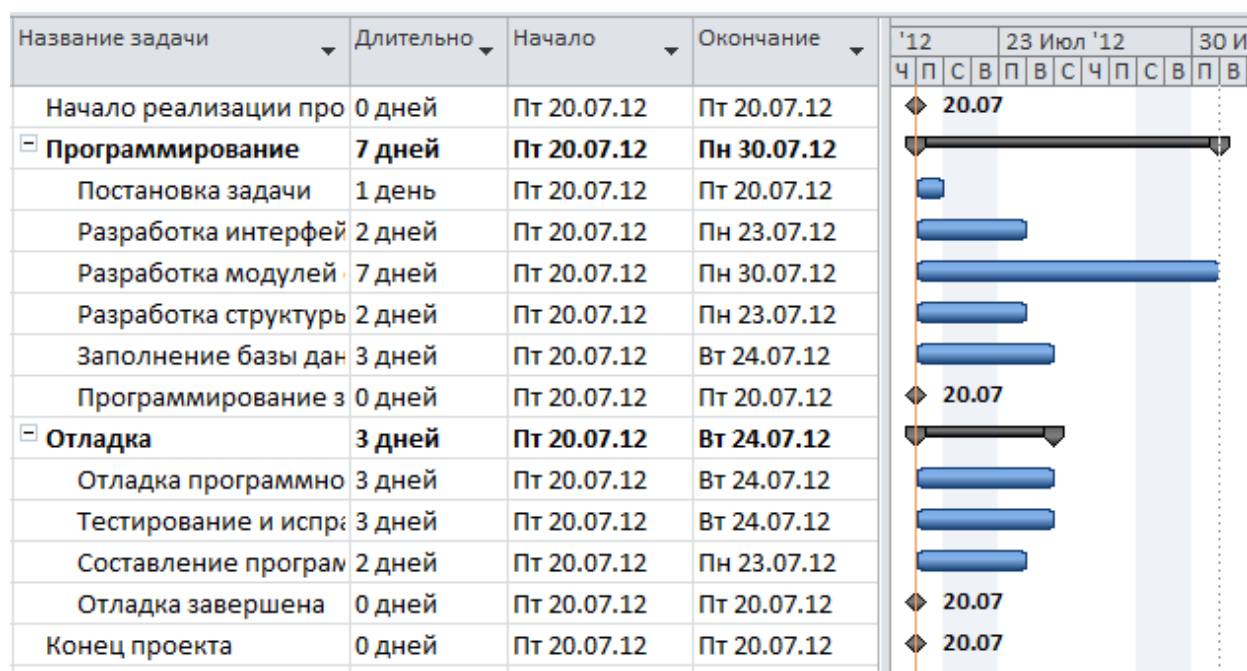 Название задачи Длительно Начало Окончание '12 23 Июл '12 30 И
Ч П С В П В С Ч П С В П В
Начало реализации про 0 дней Пт 20.07.12 Пт 20.07.12 20.07
Программирование 7 дней Пт 20.07.12 Пн 30.07.12
Постановка задачи 1 день Пт 20.07.12 Пт 20.07.12
Разработка интерфей 2 дней Пт 20.07.12 Пн 23.07.12
Разработка модулей 7 дней Пт 20.07.12 Пн 30.07.12
Разработка структуры 2 дней Пт 20.07.12 Пн 23.07.12
Заполнение базы дан 3 дней Пт 20.07.12 Вт 24.07.12
Программирование з 0 дней Пт 20.07.12 Пт 20.07.12 20.07
Отладка 3 дней Пт 20.07.12 Вт 24.07.12
Отладка программно 3 дней Пт 20.07.12 Вт 24.07.12
Тестирование и испра 3 дней Пт 20.07.12 Вт 24.07.12
Составление програм 2 дней Пт 20.07.12 Пн 23.07.12
Отладка завершена 0 дней Пт 20.07.12 Пт 20.07.12 20.07
Конец проекта 0 дней Пт 20.07.12 Пт 20.07.12 20.07